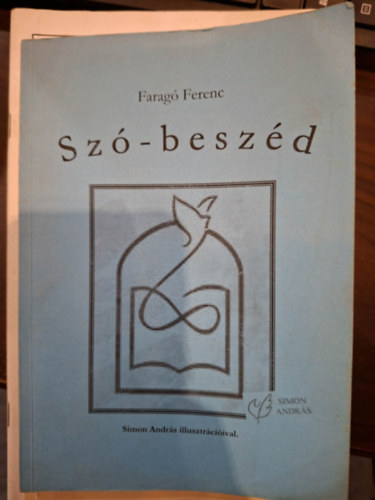 Faragó Ferenc
Szó-beszéd
SIMON
ANDRÁS
Simon András illusztrációival.